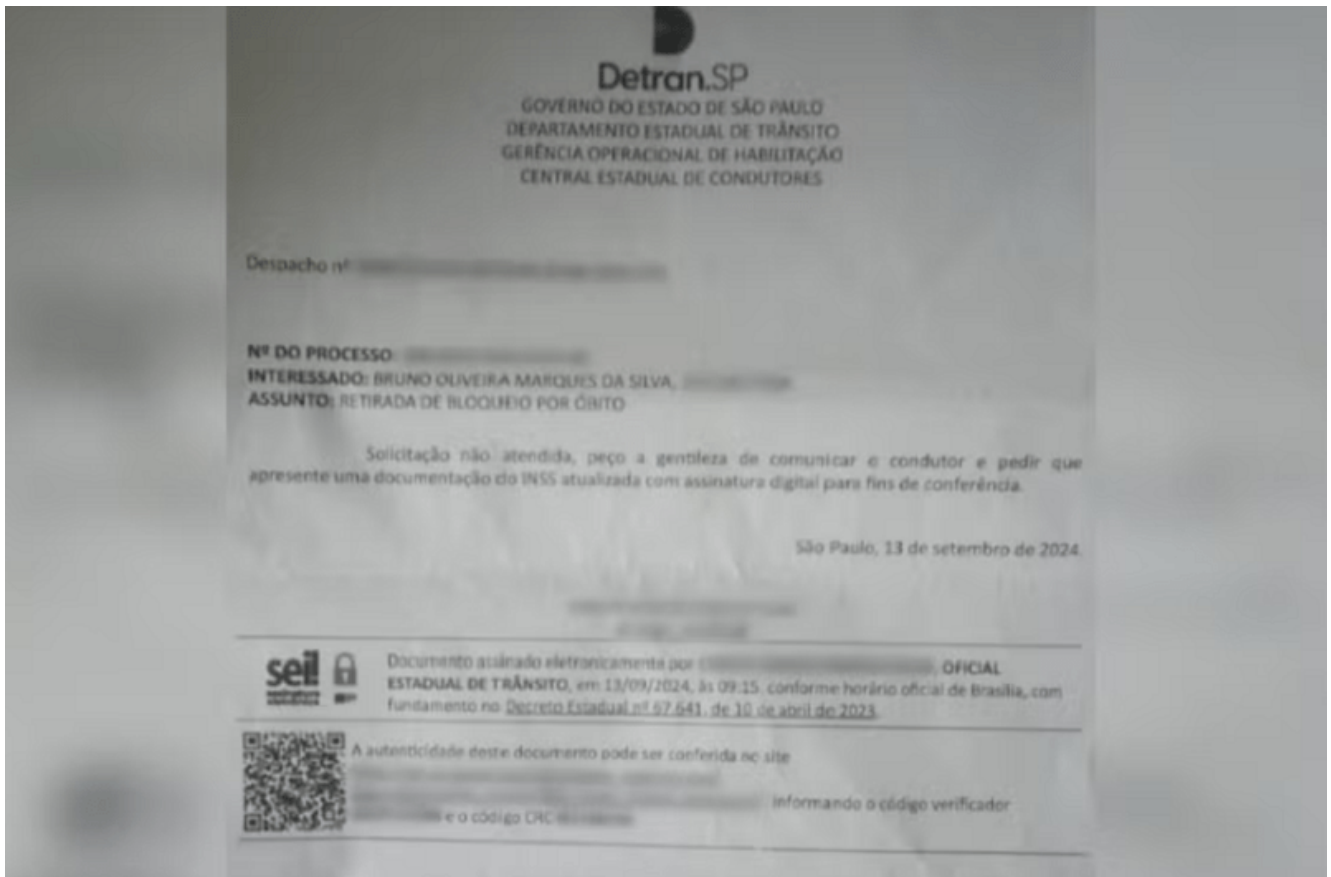 Detran.SP
GOVERNO DO ESTADO DE SÃO PAULO
DEPARTAMENTO ESTADUAL DE TRÂNSITO
GERÊNCIA OPERACIONAL DE HABILITAÇÃO
CENTRAL ESTADUAL DE CONDUTORES
Despacho nº
Nº DO PROCESSO
INTERESSADO: BRUNO OLIVEIRA MARQUES DA SILVA,
ASSUNTO: RETIRADA DE BLOQUEIO POR ÓBITO
Solicitação não atendida, peço a gentileza de comunicar o condutor e pedir que
apresente uma documentação do INSS atualizada com assinatura digital para fins de conferência.
São Paulo, 13 de setembro de 2024.
sei!
Documento assinado eletronicamente por , OFICIAL
ESTADUAL DE TRÂNSITO, em 13/09/2024, às 09:15, conforme horário oficial de Brasília, com
fundamento no Decreto Estadual nº 67.641, de 10 de abril de 2023.
A autenticidade deste documento pode ser conferida no site
informando o código verificador
e o código CRC